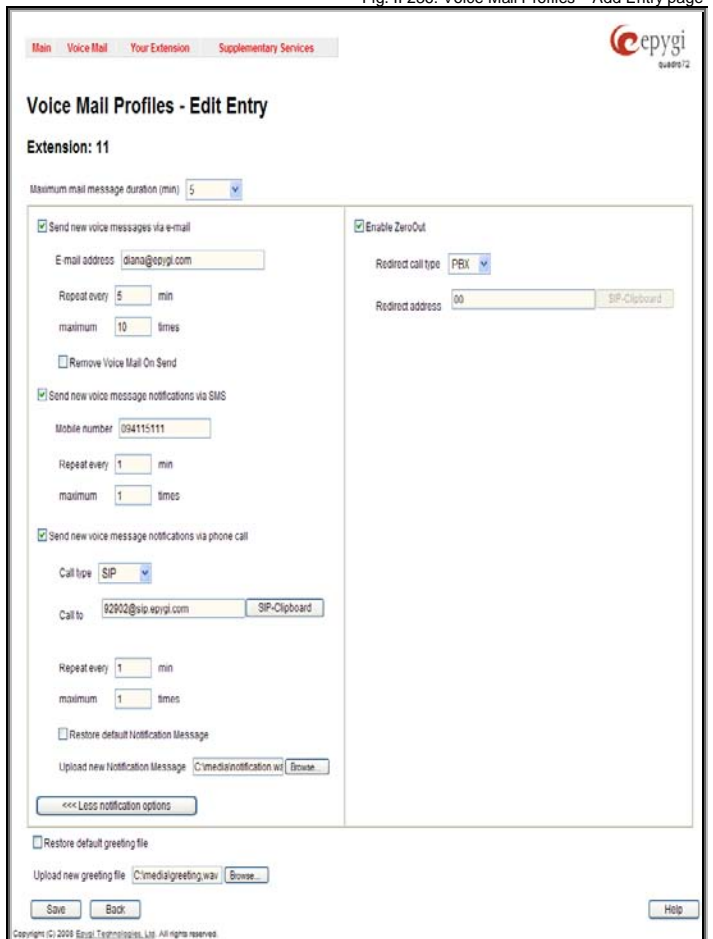 Fig. II-286: Voice Mail Profiles – Add Entry page
Main Voice Mail Your Extension Supplementary Services
epygi
quadro72
Voice Mail Profiles - Edit Entry
Extension: 11
Maximum mail message duration (min) 5
Send new voice messages via e-mail
E-mail address diana@epygi.com
Repeat every 5 min
maximum 10 times
Remove Voice Mail On Send
Send new voice message notifications via SMS
Mobile number 094115111
Repeat every 1 min
maximum 1 times
Send new voice message notifications via phone call
Call type SIP
Call to 92902@sip.epygi.com SIP-Clipboard
Repeat every 1 min
maximum 1 times
Restore default Notification Message
Upload new Notification Message C:\media\notification.wa Browse...
<<< Less notification options
Enable ZeroOut
Redirect call type PBX
Redirect address 00 SIP-Clipboard
Restore default greeting file
Upload new greeting file C:\media\greeting.wav Browse...
Save Back Help
Copyright (C) 2008 Epygi Technologies, Ltd. All rights reserved.